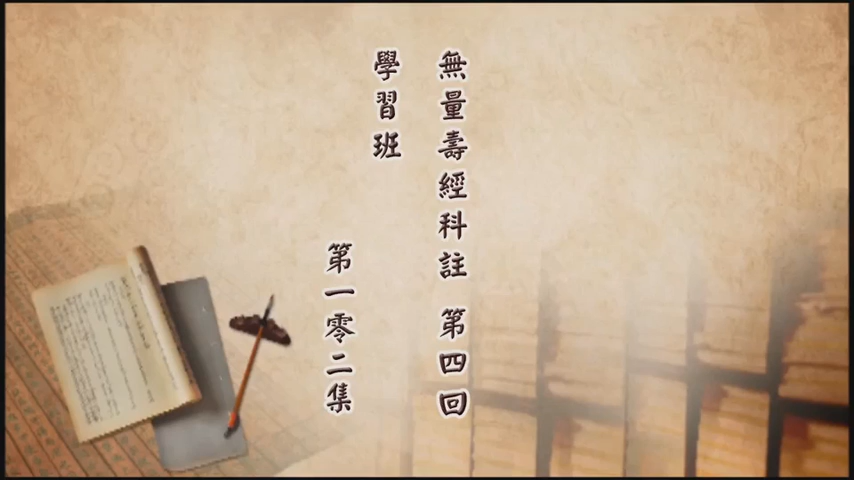 無量壽經科註 第四回
學習班
第一零二集